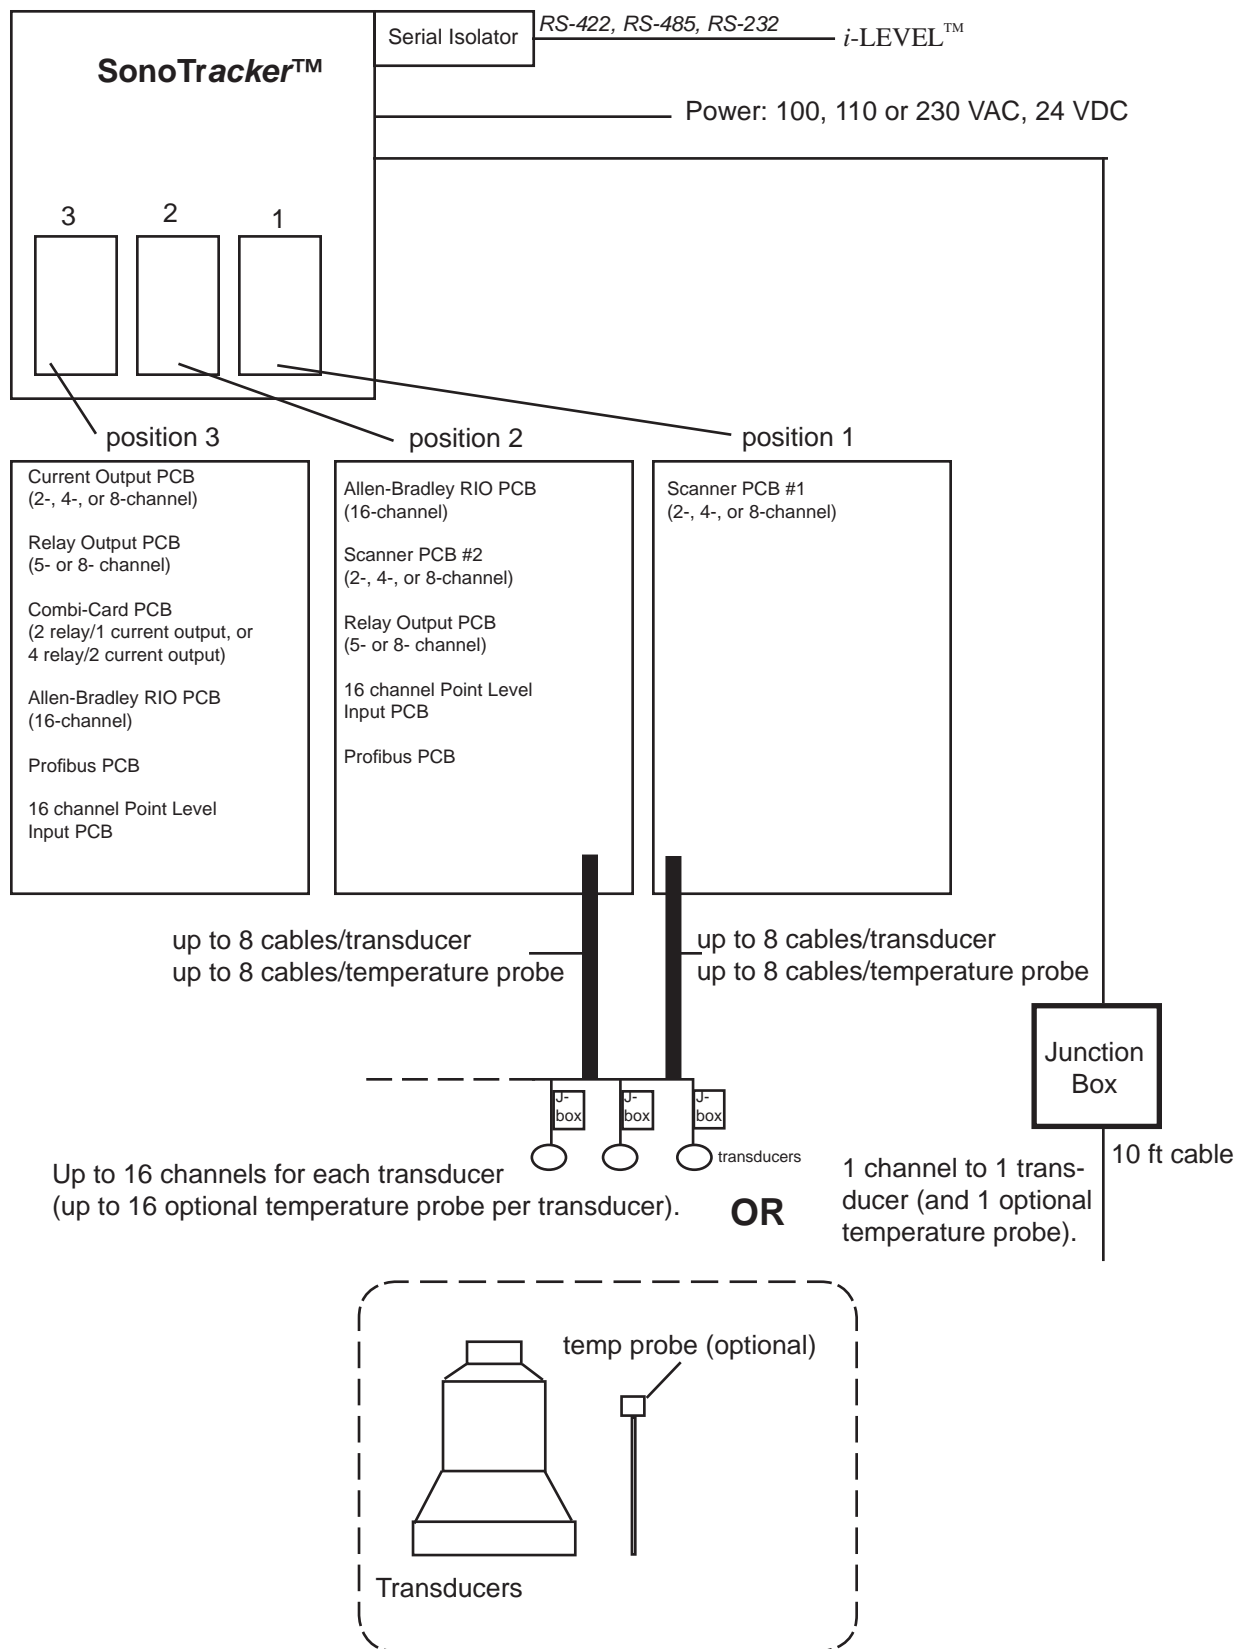 Serial Isolator
RS-422, RS-485, RS-232
i-LEVEL™
SonoTracker™
Power: 100, 110 or 230 VAC, 24 VDC
3
2
1
position 3
position 2
position 1
Current Output PCB
(2-, 4-, or 8-channel)
Relay Output PCB
(5- or 8- channel)
Combi-Card PCB
(2 relay/1 current output, or
4 relay/2 current output)
Allen-Bradley RIO PCB
(16-channel)
Profibus PCB
16 channel Point Level
Input PCB
Allen-Bradley RIO PCB
(16-channel)
Scanner PCB #2
(2-, 4-, or 8-channel)
Relay Output PCB
(5- or 8- channel)
16 channel Point Level
Input PCB
Profibus PCB
Scanner PCB #1
(2-, 4-, or 8-channel)
up to 8 cables/transducer
up to 8 cables/temperature probe
up to 8 cables/transducer
up to 8 cables/temperature probe
Junction
Box
J-
box
J-
box
J-
box
transducers
10 ft cable
Up to 16 channels for each transducer
(up to 16 optional temperature probe per transducer).
OR
1 channel to 1 trans-
ducer (and 1 optional
temperature probe).
temp probe (optional)
Transducers